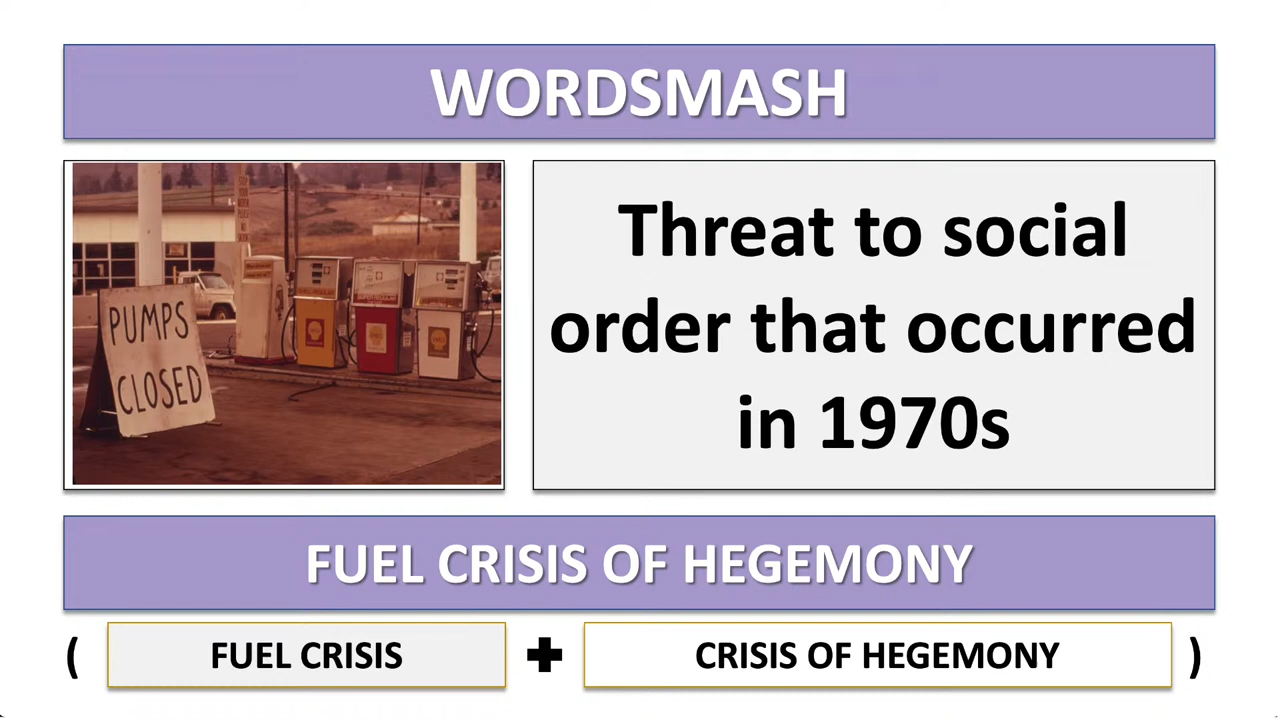 WORDSMASH
PUMPS
CLOSED
Threat to social
order that occurred
in 1970s
FUEL CRISIS OF HEGEMONY
( FUEL CRISIS + CRISIS OF HEGEMONY )